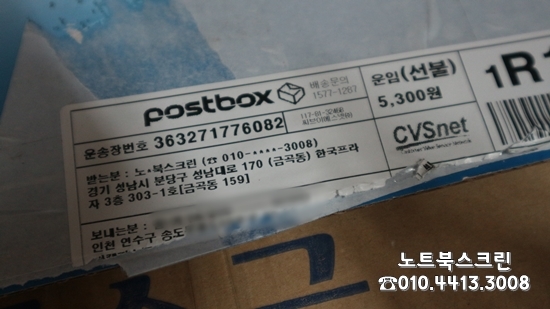 postbox
배송문의
1577-1287
운임(선불)
5,300원
1R
운송장번호 363271776082
CVSnet
받는분 : 노*북스크린 (☎ 010-****-3008)
경기 성남시 분당구 성남대로 170 (금곡동) 한국프라
자 3층 303-1호[금곡동 159]
보내는분 :
인천 연수구 송도
노트북스크린
☎010.4413.3008